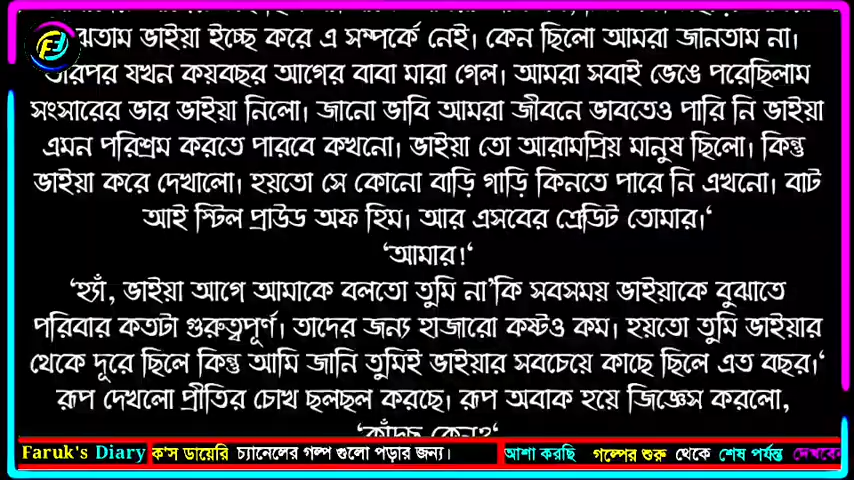 ভাইয়া ইচ্ছে করে এ সম্পর্কে নেই। কেন ছিলো আমরা জানতাম না।
তারপর যখন কয়বছর আগের বাবা মারা গেল। আমরা সবাই ভেঙে পরেছিলাম
সংসারের ভার ভাইয়া নিলো। জানো ভাবি আমরা জীবনে ভাবতেও পারি নি ভাইয়া
এমন পরিশ্রম করতে পারবে কখনো। ভাইয়া তো আরামপ্রিয় মানুষ ছিলো। কিন্তু
ভাইয়া করে দেখালো। হয়তো সে কোনো বাড়ি গাড়ি কিনতে পারে নি এখনো। বাট
আই স্টিল প্রাউড অফ হিম। আর এসবের ক্রেডিট তোমার।‘
‘আমার!‘
‘হ্যাঁ, ভাইয়া আগে আমাকে বলতো তুমি না’কি সবসময় ভাইয়াকে বুঝাতে
পরিবার কতটা গুরুত্বপূর্ণ। তাদের জন্য হাজারো কষ্টও কম। হয়তো তুমি ভাইয়ার
থেকে দূরে ছিলে কিন্তু আমি জানি তুমিই ভাইয়ার সবচেয়ে কাছে ছিলে এত বছর।‘
রূপ দেখলো প্রীতির চোখ ছলছল করছে। রূপ অবাক হয়ে জিজ্ঞেস করলো,
‘কাঁদছ কেন?‘
Faruk's Diary ক'স ডায়েরি চ্যানেলের গল্প গুলো পড়ার জন্য। আশা করছি গল্পের শুরু থেকে শেষ পর্যন্ত দেখবেন